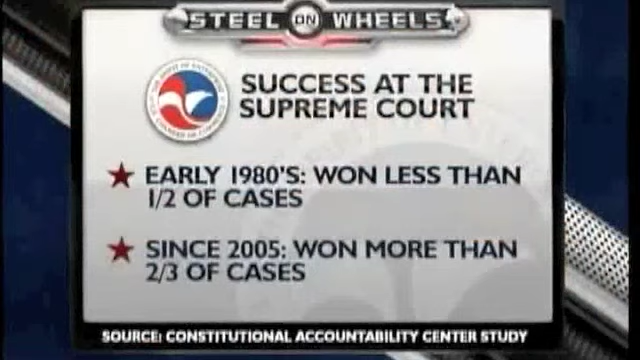 STEEL ON WHEELS
SUCCESS AT THE
SUPREME COURT
EARLY 1980'S: WON LESS THAN
1/2 OF CASES
SINCE 2005: WON MORE THAN
2/3 OF CASES
SOURCE: CONSTITUTIONAL ACCOUNTABILITY CENTER STUDY